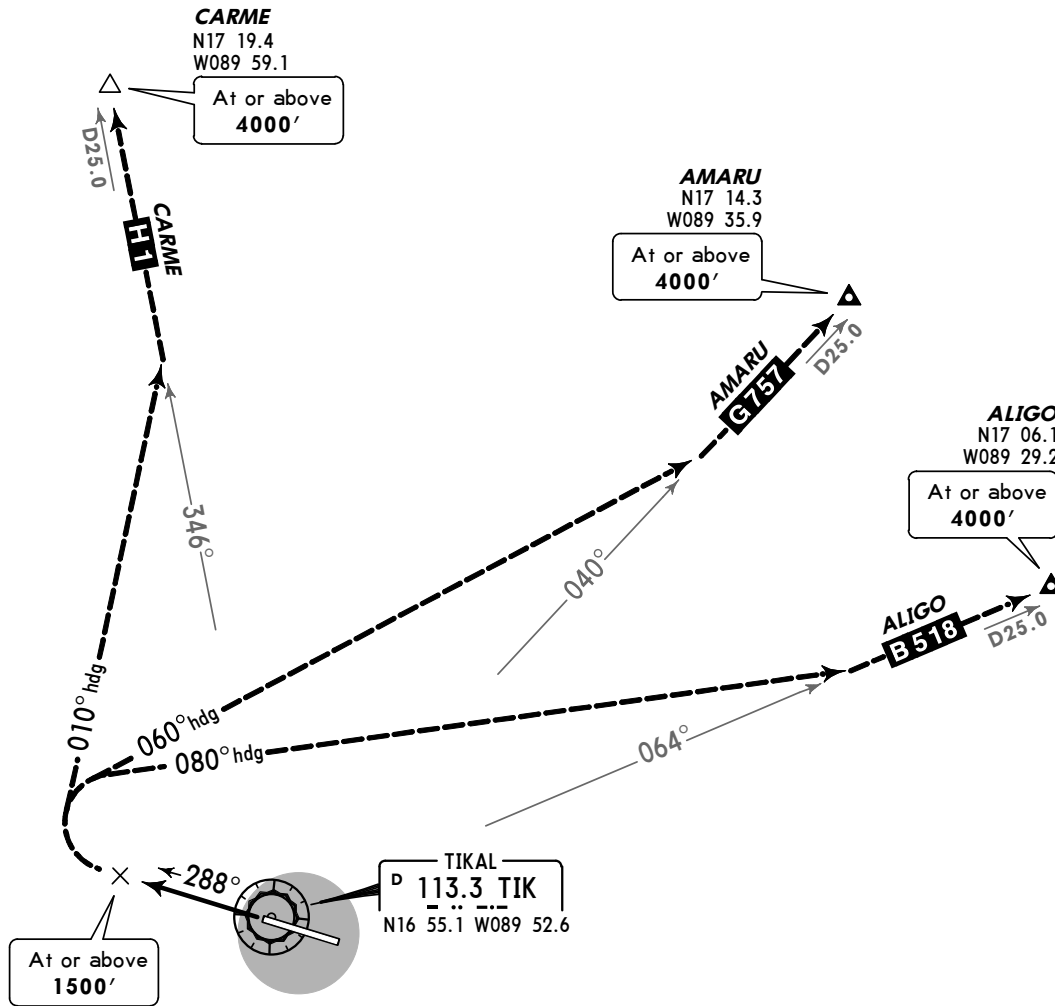 CARME
N17 19.4
W089 59.1
At or above
4000′
D25.0
CARME
H1
AMARU
N17 14.3
W089 35.9
At or above
4000′
D25.0
AMARU
G757
ALIGO
N17 06.1
W089 29.2
At or above
4000′
D25.0
ALIGO
B518
346°
040°
064°
010°hdg
060°hdg
080°hdg
288°
TIKAL
D 113.3 TIK
N16 55.1 W089 52.6
At or above
1500′